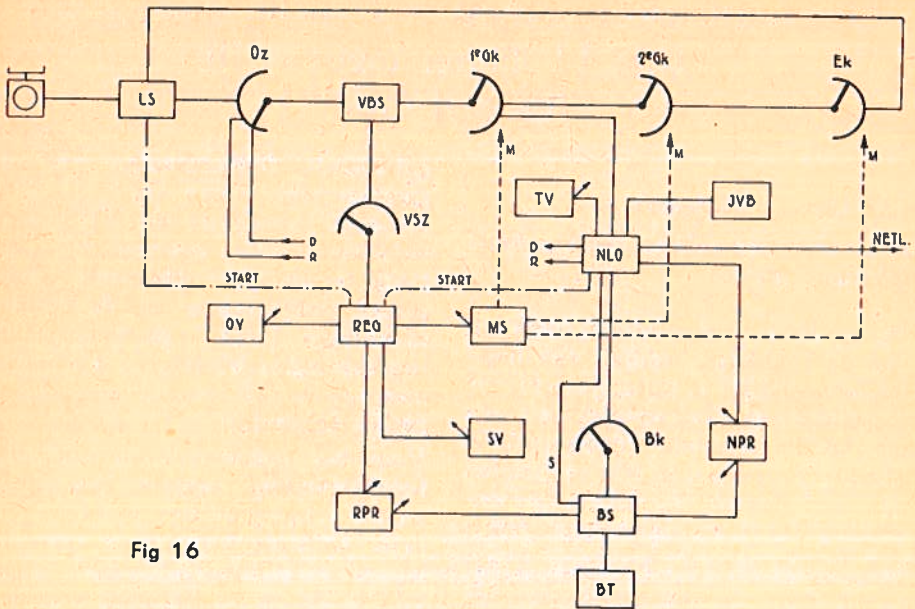 Oz
1e Gk
2e Gk
Ek
LS
VBS
M
M
M
TV
JVB
VSZ
D
R
D
R
NLO
NETL.
START
START
OY
REG
MS
SV
S
Bk
NPR
RPR
BS
BT
Fig 16